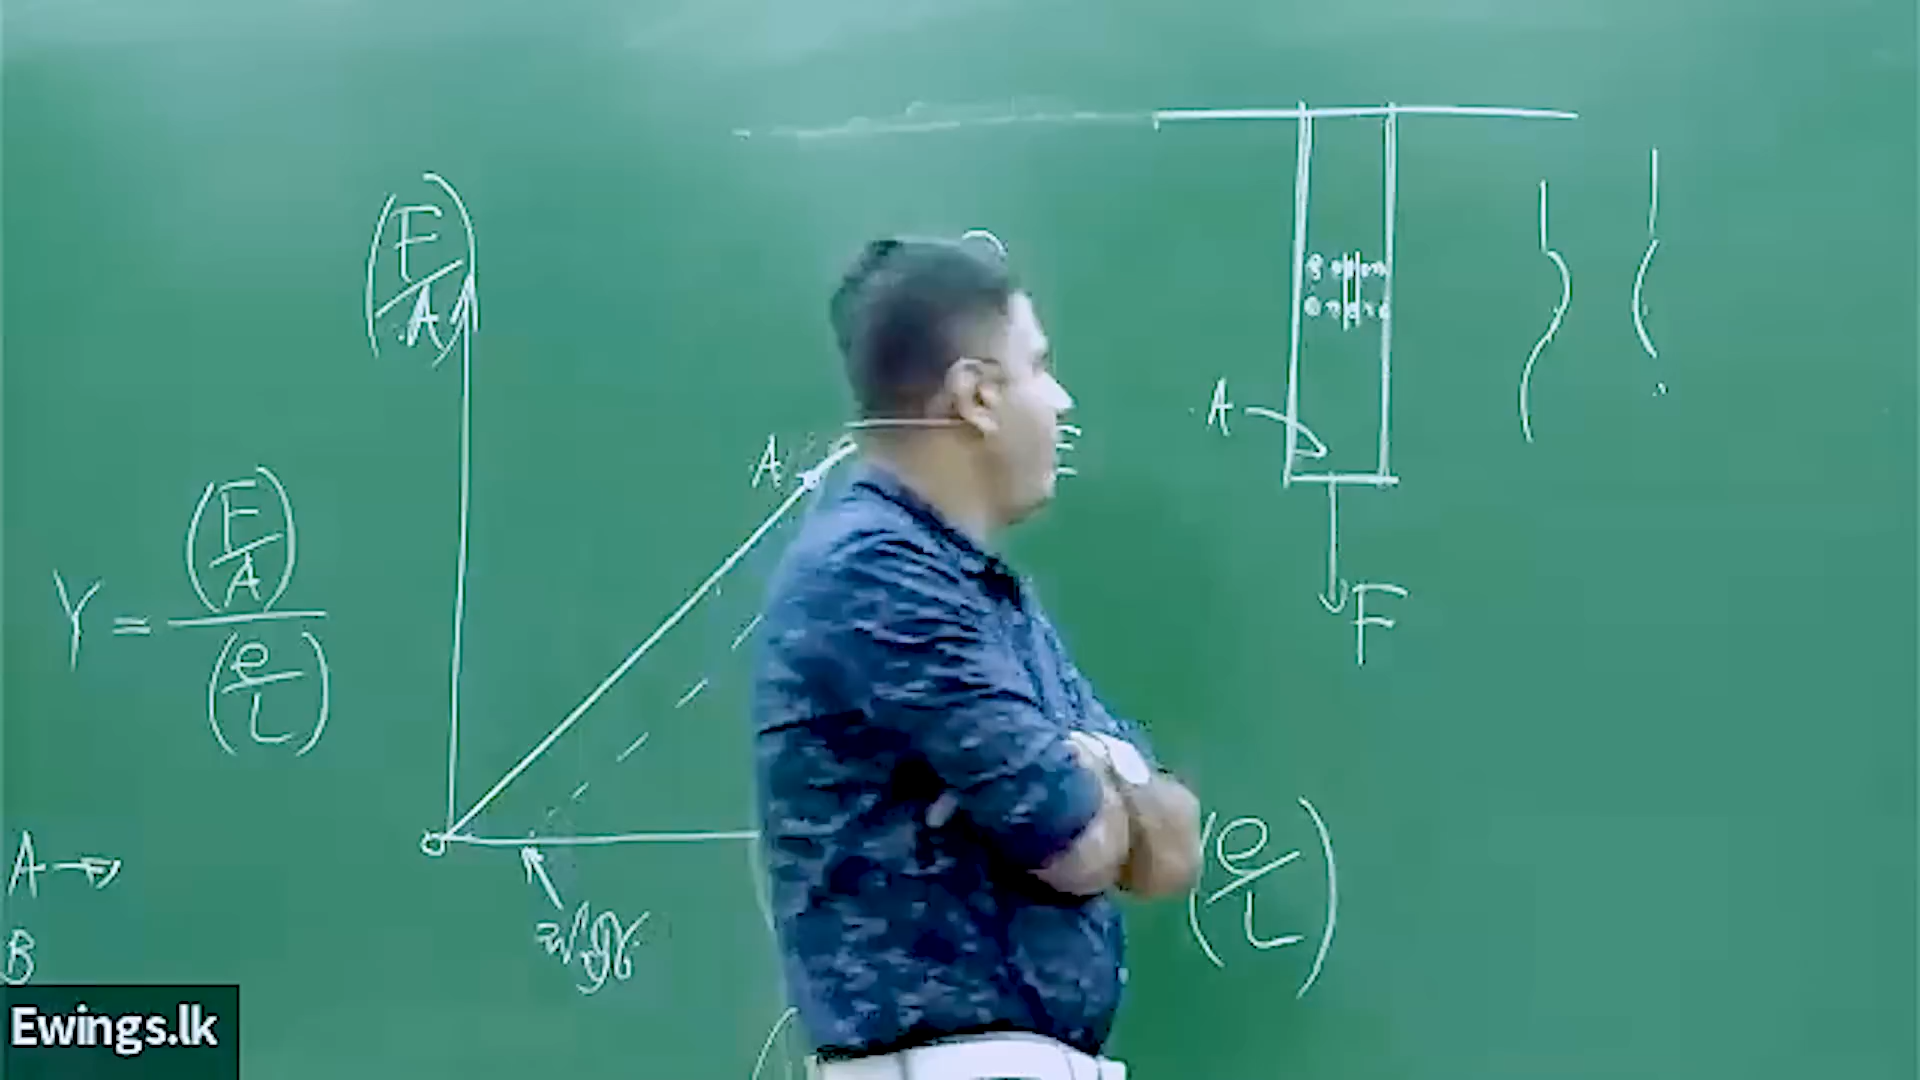 (F/A)
A
A
Y = (F/A)/(e/L)
F
(e/L)
A →
B
Ewings.lk